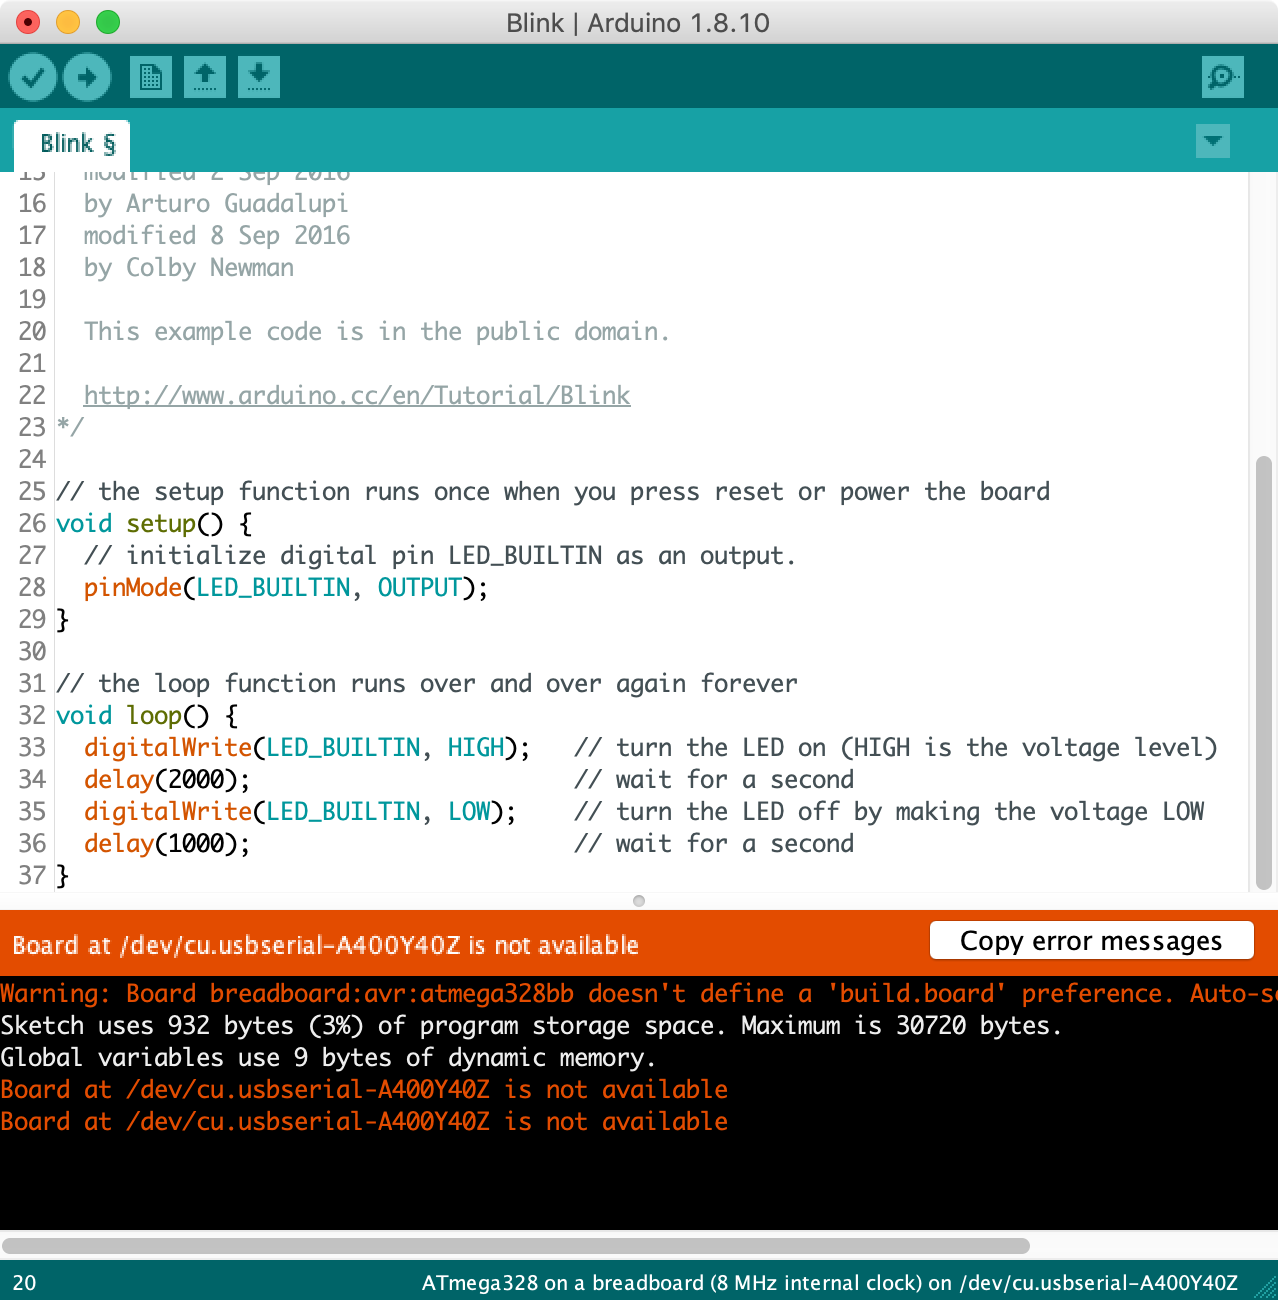 Blink | Arduino 1.8.10
Blink §
15   modified 2 Sep 2016
16   by Arturo Guadalupi
17   modified 8 Sep 2016
18   by Colby Newman
19
20   This example code is in the public domain.
21
22   http://www.arduino.cc/en/Tutorial/Blink
23 */
24
25 // the setup function runs once when you press reset or power the board
26 void setup() {
27   // initialize digital pin LED_BUILTIN as an output.
28   pinMode(LED_BUILTIN, OUTPUT);
29 }
30
31 // the loop function runs over and over again forever
32 void loop() {
33   digitalWrite(LED_BUILTIN, HIGH);   // turn the LED on (HIGH is the voltage level)
34   delay(2000);                       // wait for a second
35   digitalWrite(LED_BUILTIN, LOW);    // turn the LED off by making the voltage LOW
36   delay(1000);                       // wait for a second
37 }
Board at /dev/cu.usbserial-A400Y40Z is not available
Copy error messages
Warning: Board breadboard:avr:atmega328bb doesn't define a 'build.board' preference. Auto-s
Sketch uses 932 bytes (3%) of program storage space. Maximum is 30720 bytes.
Global variables use 9 bytes of dynamic memory.
Board at /dev/cu.usbserial-A400Y40Z is not available
Board at /dev/cu.usbserial-A400Y40Z is not available
20
ATmega328 on a breadboard (8 MHz internal clock) on /dev/cu.usbserial-A400Y40Z